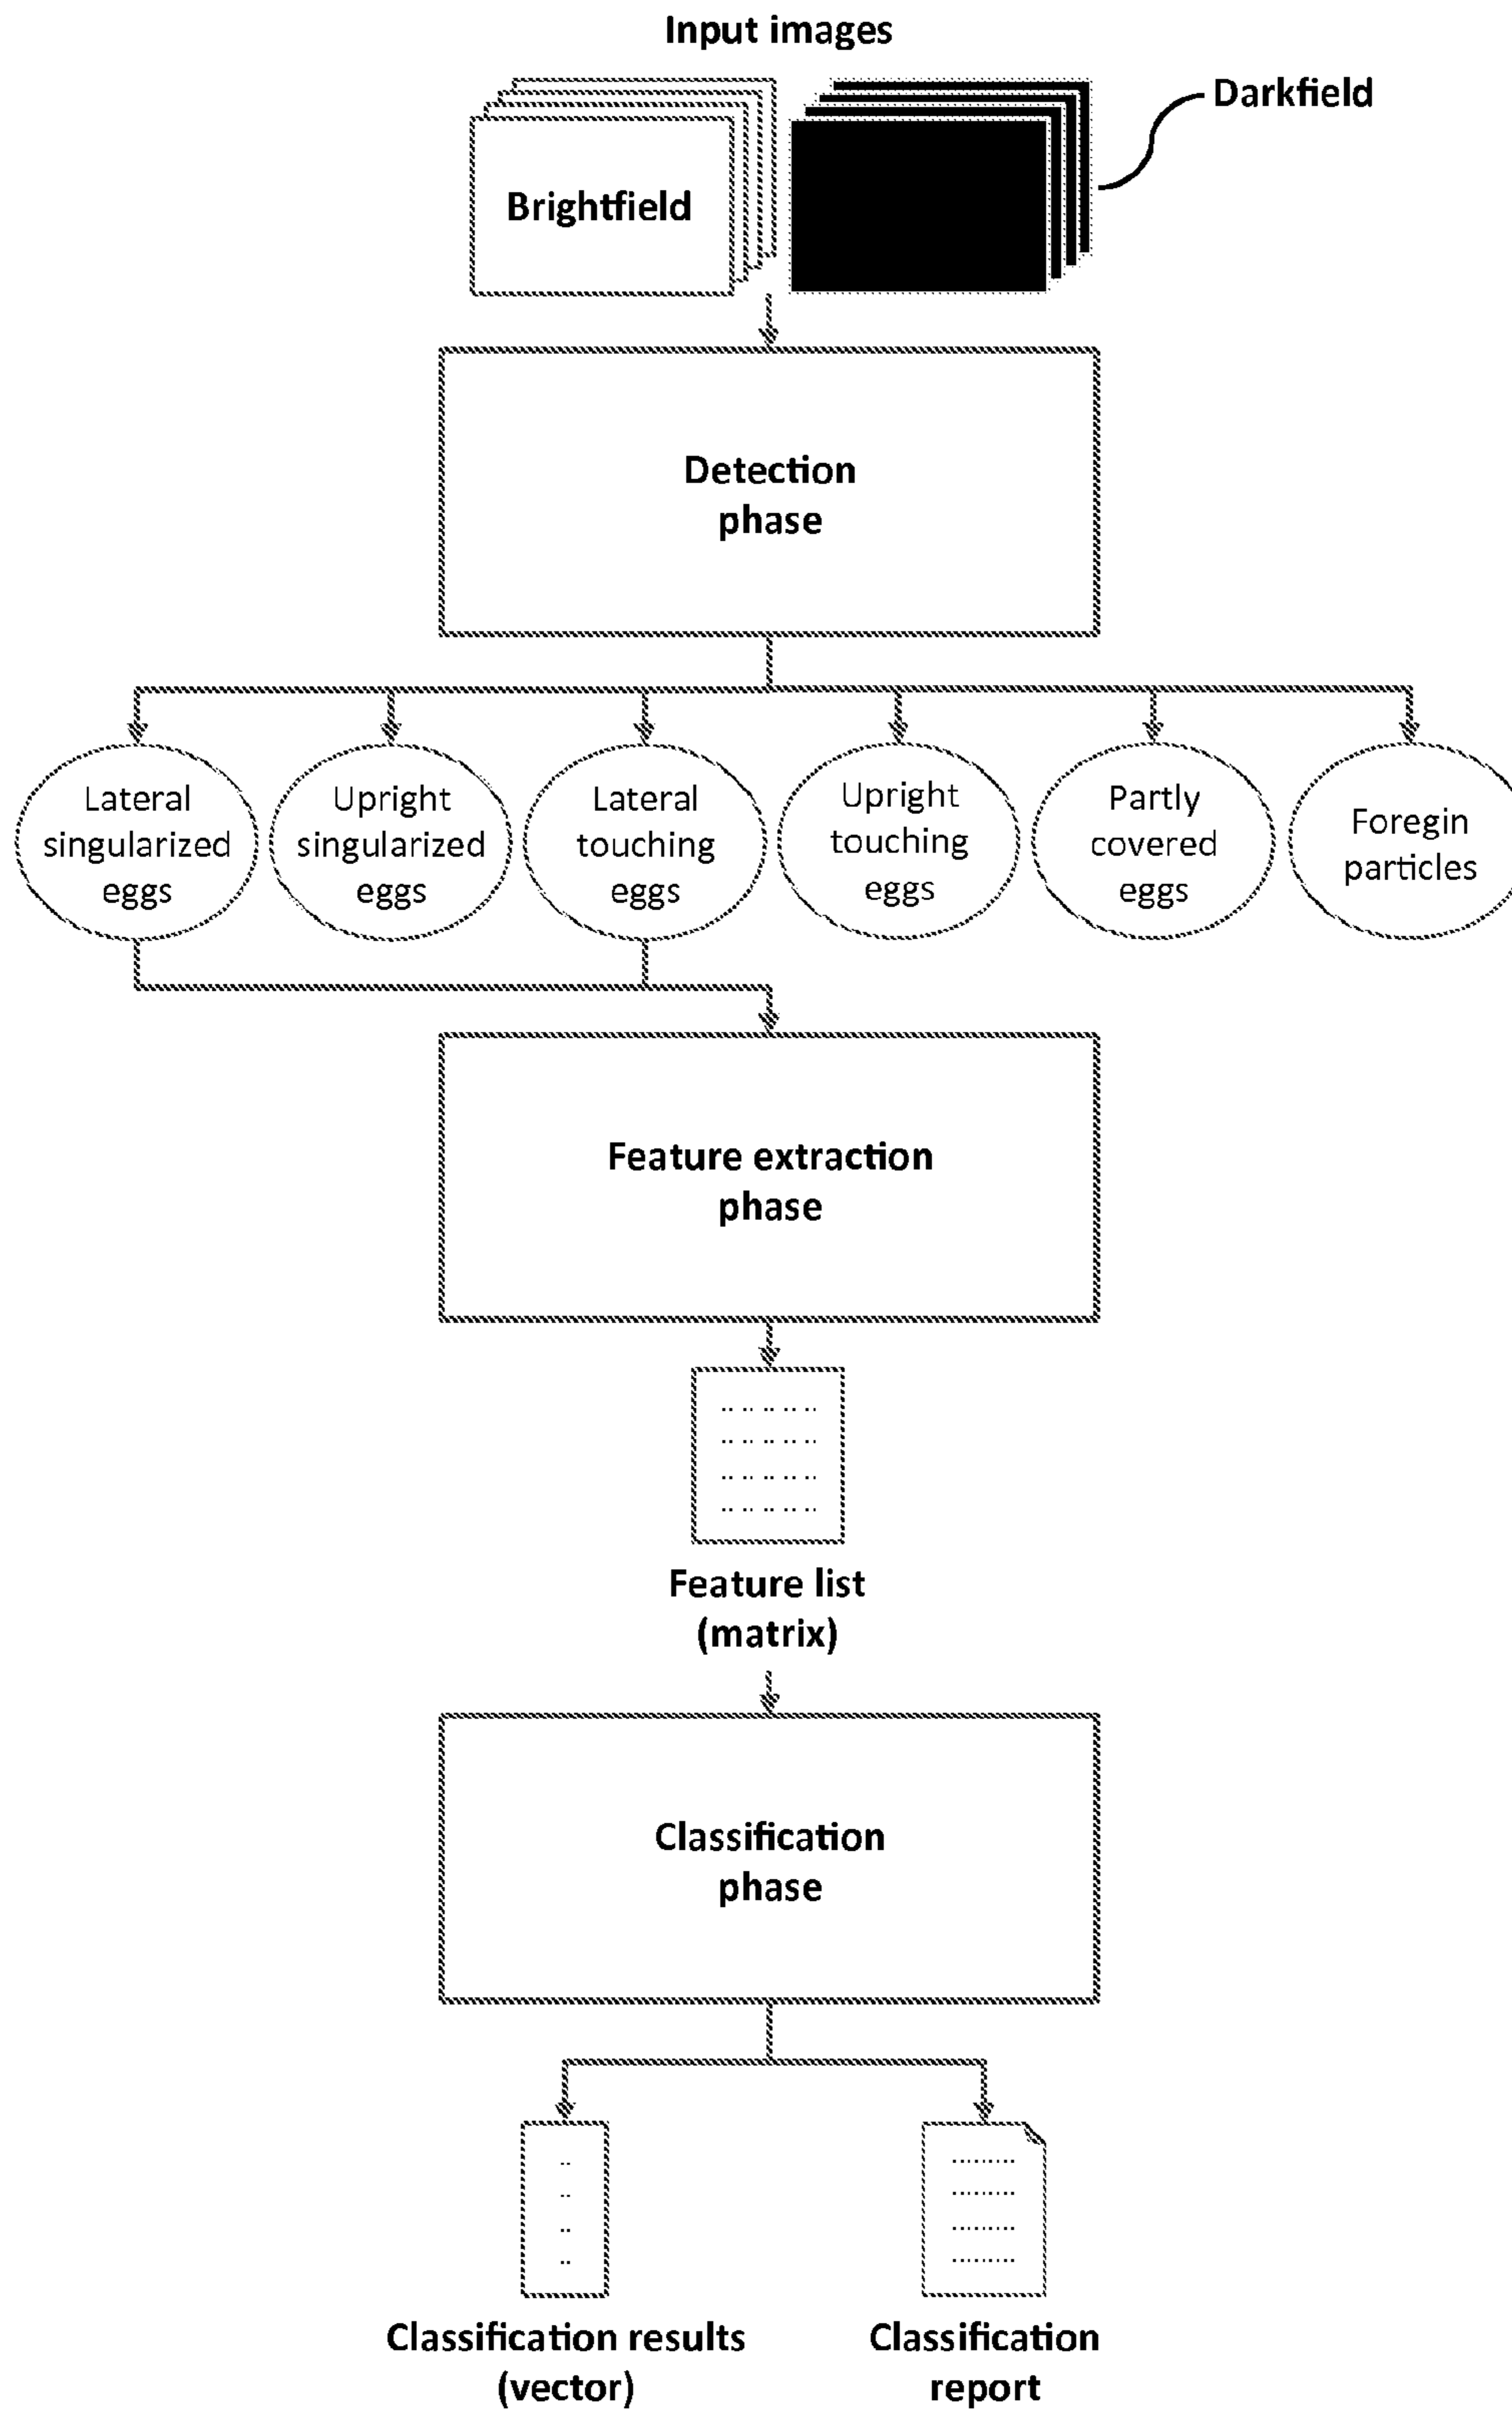 Input images
Darkfield
Brightfield
Detection
phase
Lateral
singularized
eggs
Upright
singularized
eggs
Lateral
touching
eggs
Upright
touching
eggs
Partly
covered
eggs
Foregin
particles
Feature extraction
phase
Feature list
(matrix)
Classification
phase
Classification results
(vector)
Classification
report